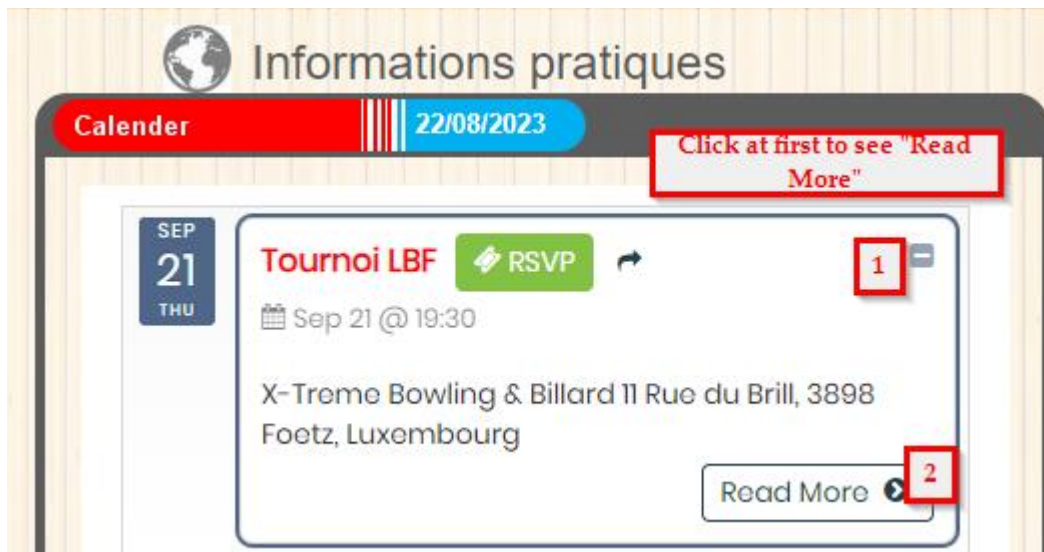 Informations pratiques
Calender 22/08/2023
Click at first to see "Read
More"
SEP
21
THU
Tournoi LBF RSVP
1
Sep 21 @ 19:30
X-Treme Bowling & Billard 11 Rue du Brill, 3898
Foetz, Luxembourg
Read More
2